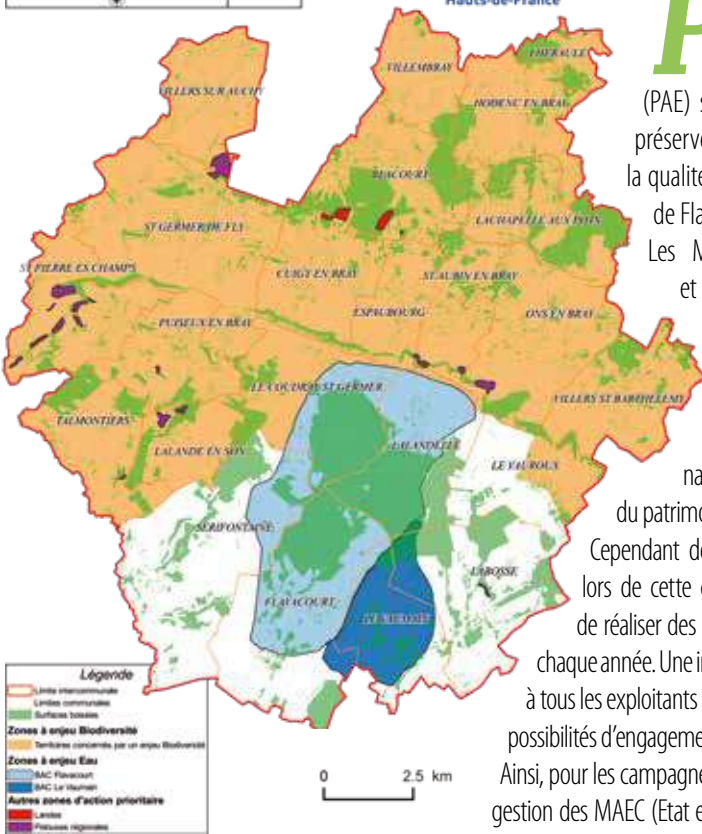 Hauts-de-France
P
(PAE) s
préserve
la qualité
de Fla
Les M
et
na
du patrimo
Cependant de
lors de cette
de réaliser des
chaque année. Une in
à tous les exploitants
possibilités d'engageme
Ainsi, pour les campagne
gestion des MAEC (Etat e
VILLERS SUR AUCHY
VILLEMBRAY
HODENC EN BRAY
BLACOURT
ST GERMER DE FLY
LACHAPELLE AUX POTS
ST PIERRE ES CHAMPS
CUIGY EN BRAY
ST AUBIN EN BRAY
ESPAUBOURG
ONS EN BRAY
PUISEUX EN BRAY
LE COUDRAY ST GERMER
VILLERS ST BARTHELEMY
TALMONTIERS
LALANDE EN SON
LALANDELLE
LE VAUROUX
SERIFONTAINE
LABOSSE
FLAVACOURT
LE VAUMAIN
Légende
Limite intercommunale
Limites communales
Surfaces boisées
Zones à enjeu Biodiversité
Territoires concernés par un enjeu Biodiversité
Zones à enjeu Eau
BAC Flavacourt
BAC Le Vaumain
Autres zones d'action prioritaire
Landes
Pelouses régionales
0 2.5 km